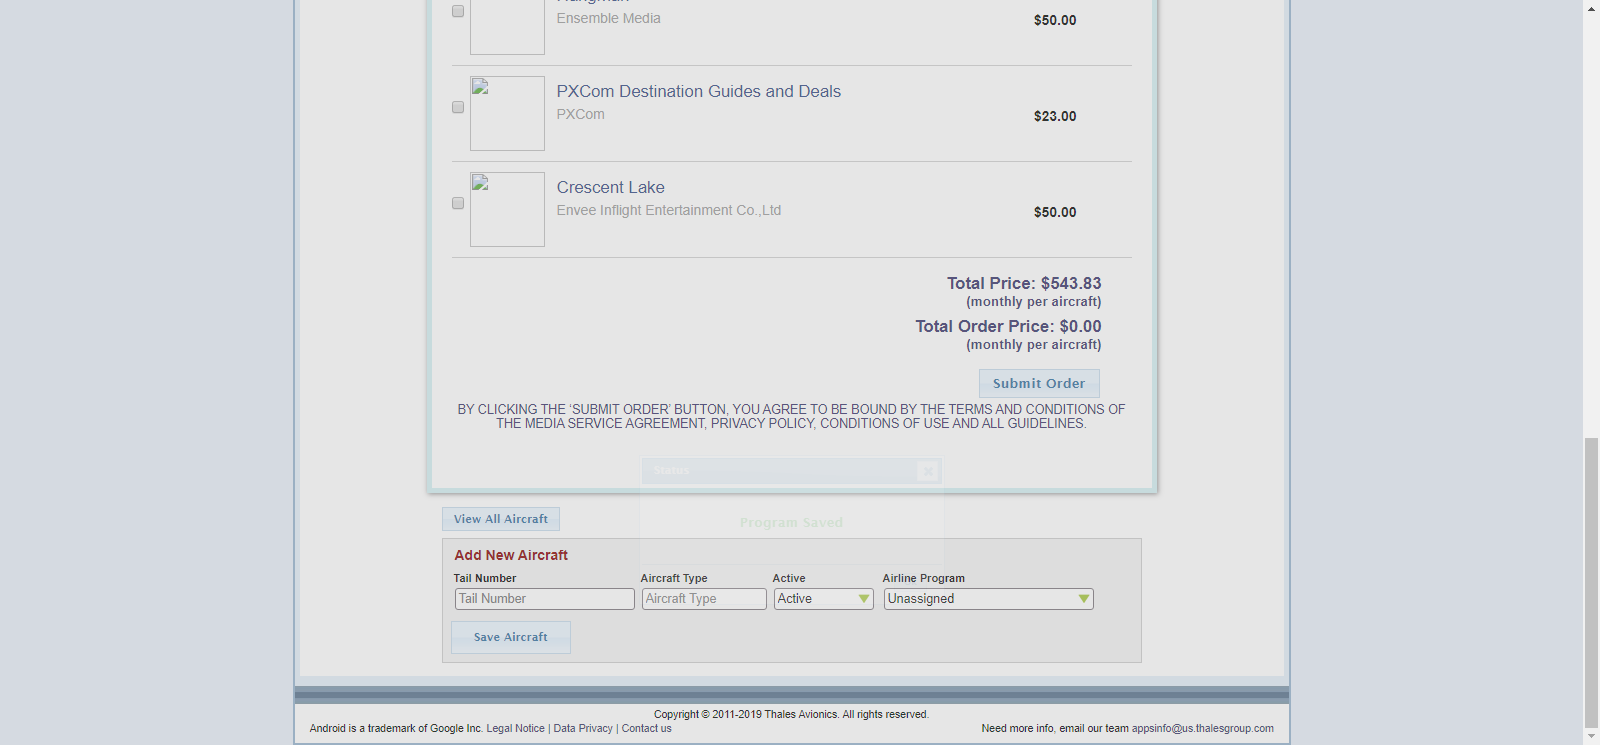 Hangman
Ensemble Media
$50.00
PXCom Destination Guides and Deals
PXCom
$23.00
Crescent Lake
Envee Inflight Entertainment Co.,Ltd
$50.00
Total Price: $543.83
(monthly per aircraft)
Total Order Price: $0.00
(monthly per aircraft)
Submit Order
BY CLICKING THE ‘SUBMIT ORDER’ BUTTON, YOU AGREE TO BE BOUND BY THE TERMS AND CONDITIONS OF
THE MEDIA SERVICE AGREEMENT, PRIVACY POLICY, CONDITIONS OF USE AND ALL GUIDELINES.
Status
Program Saved
View All Aircraft
Add New Aircraft
Tail Number Aircraft Type Active Airline Program
Tail Number Aircraft Type Active Unassigned
Save Aircraft
Copyright © 2011-2019 Thales Avionics. All rights reserved.
Android is a trademark of Google Inc. Legal Notice | Data Privacy | Contact us
Need more info, email our team appsinfo@us.thalesgroup.com